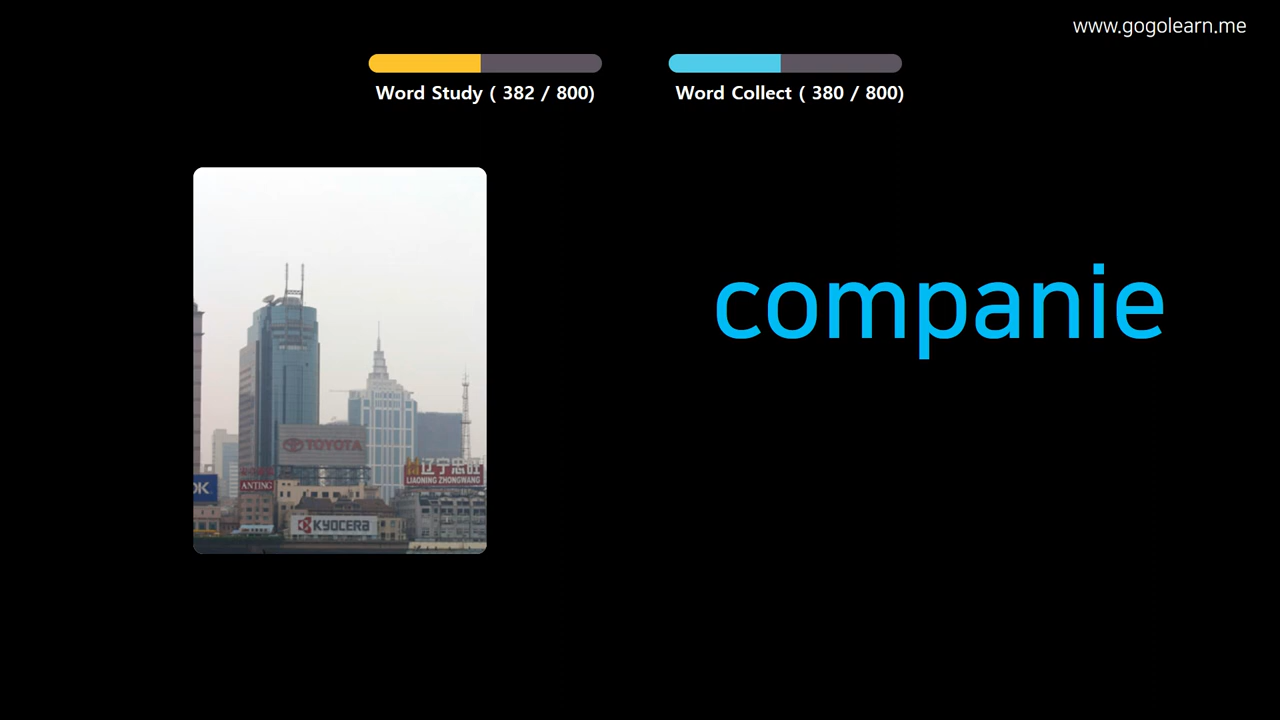 www.gogolearn.me
Word Study ( 382 / 800)
Word Collect ( 380 / 800)
companie
TOYOTA
辽宁忠旺
LIAONING ZHONGWANG
ANTING
OK
KYOCERA